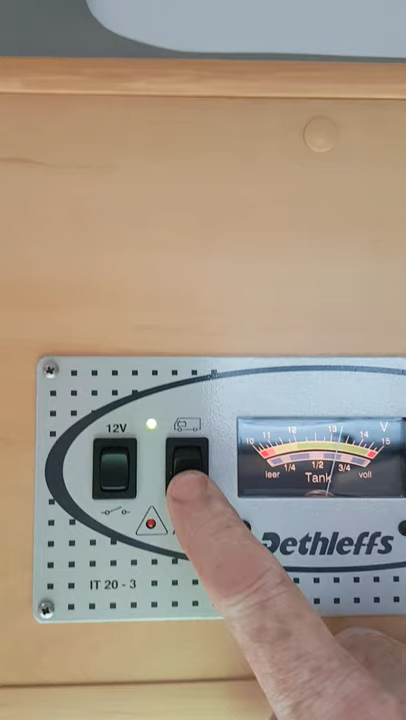 12V
10 11 12 13 14 15 V
1/4 1/2 3/4
leer Tank voll
Dethleffs
IT 20 - 3